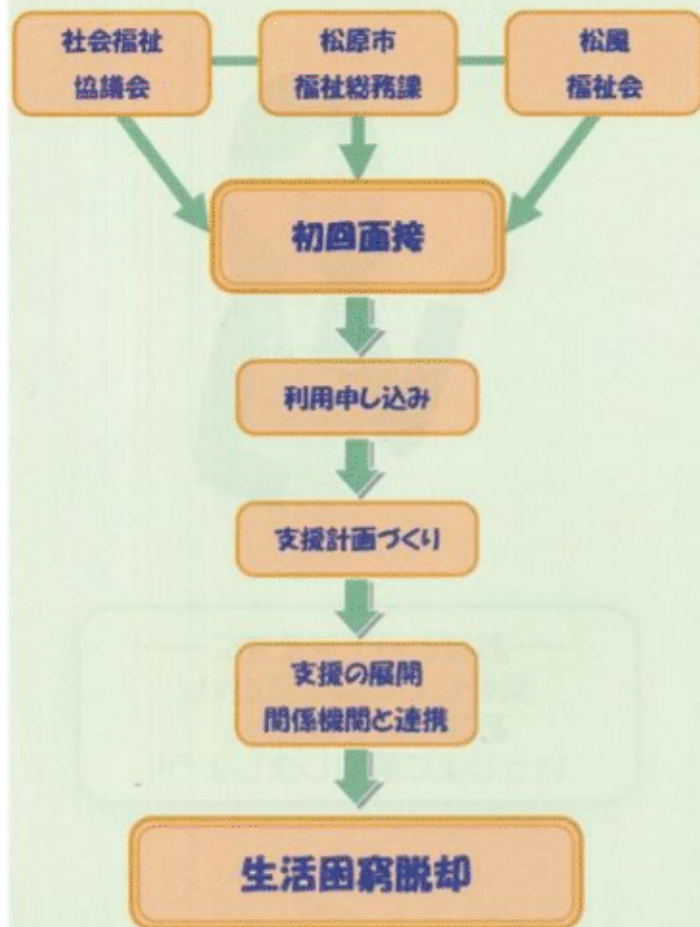 社会福祉
協議会
松原市
福祉総務課
松風
福祉会
初回面接
利用申し込み
支援計画づくり
支援の展開
関係機関と連携
生活困窮脱却